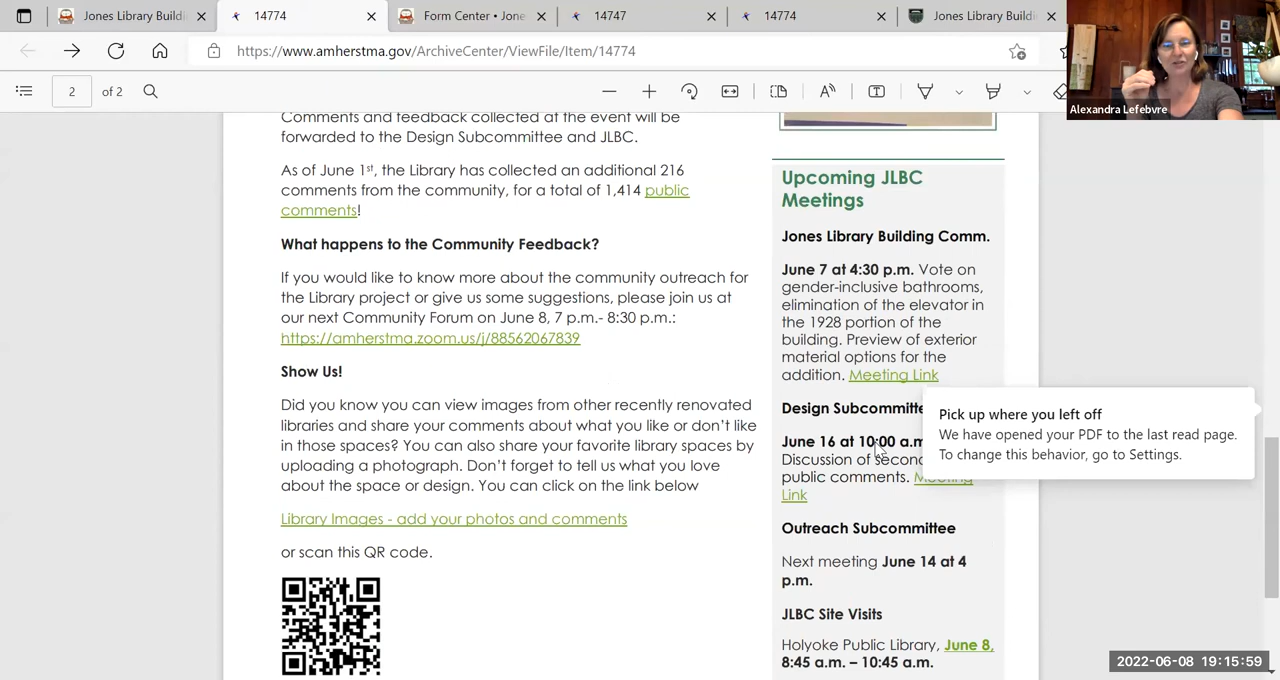 Jones Library Buildi
14774
Form Center • Jone
14747
14774
Jones Library Buildi
https://www.amherstma.gov/ArchiveCenter/ViewFile/Item/14774
2
of 2
Alexandra Lefebvre
Comments and feedback collected at the event will be
forwarded to the Design Subcommittee and JLBC.
As of June 1st, the Library has collected an additional 216
comments from the community, for a total of 1,414 public
comments!
What happens to the Community Feedback?
If you would like to know more about the community outreach for
the Library project or give us some suggestions, please join us at
our next Community Forum on June 8, 7 p.m.- 8:30 p.m.:
https://amherstma.zoom.us/j/88562067839
Show Us!
Did you know you can view images from other recently renovated
libraries and share your comments about what you like or don't like
in those spaces? You can also share your favorite library spaces by
uploading a photograph. Don't forget to tell us what you love
about the space or design. You can click on the link below
Library Images - add your photos and comments
or scan this QR code.
Upcoming JLBC
Meetings
Jones Library Building Comm.
June 7 at 4:30 p.m. Vote on
gender-inclusive bathrooms,
elimination of the elevator in
the 1928 portion of the
building. Preview of exterior
material options for the
addition. Meeting Link
Design Subcommitte
June 16 at 10:00 a.m
Discussion of second
public comments. Meeting
Link
Outreach Subcommittee
Next meeting June 14 at 4
p.m.
JLBC Site Visits
Holyoke Public Library, June 8,
8:45 a.m. – 10:45 a.m.
Pick up where you left off
We have opened your PDF to the last read page.
To change this behavior, go to Settings.
2022-06-08 19:15:59